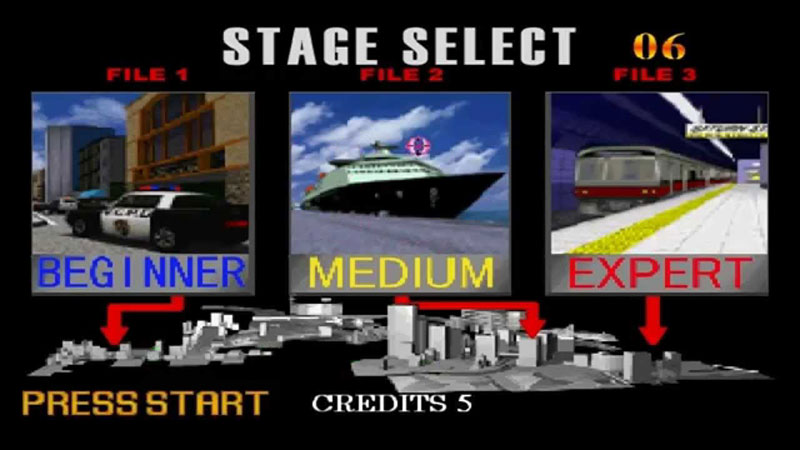 STAGE SELECT 06
FILE 1 FILE 2 FILE 3
BEGINNER MEDIUM EXPERT
PRESS START CREDITS 5